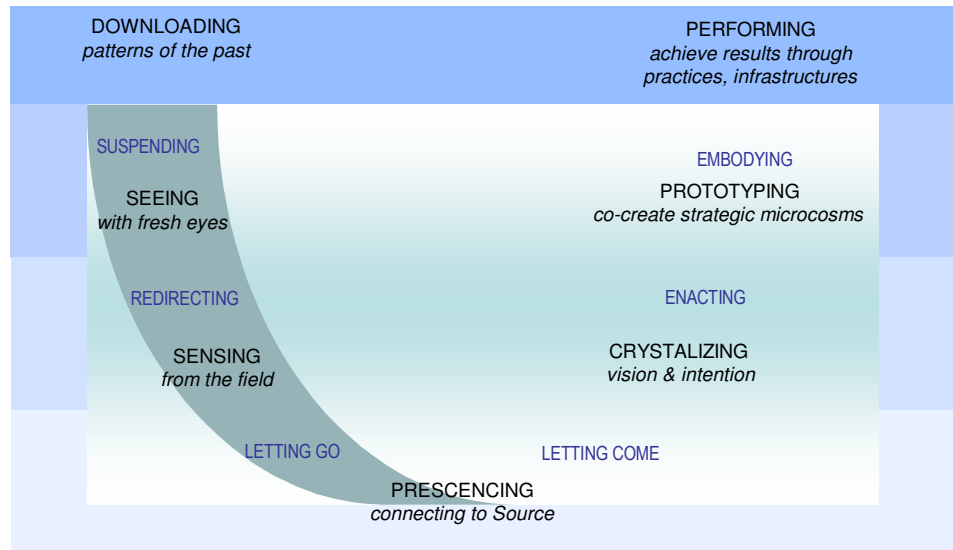 DOWNLOADING
patterns of the past
PERFORMING
achieve results through
practices, infrastructures
SUSPENDING
EMBODYING
SEEING
with fresh eyes
PROTOTYPING
co-create strategic microcosms
REDIRECTING
ENACTING
SENSING
from the field
CRYSTALIZING
vision & intention
LETTING GO
LETTING COME
PRESCENCING
connecting to Source